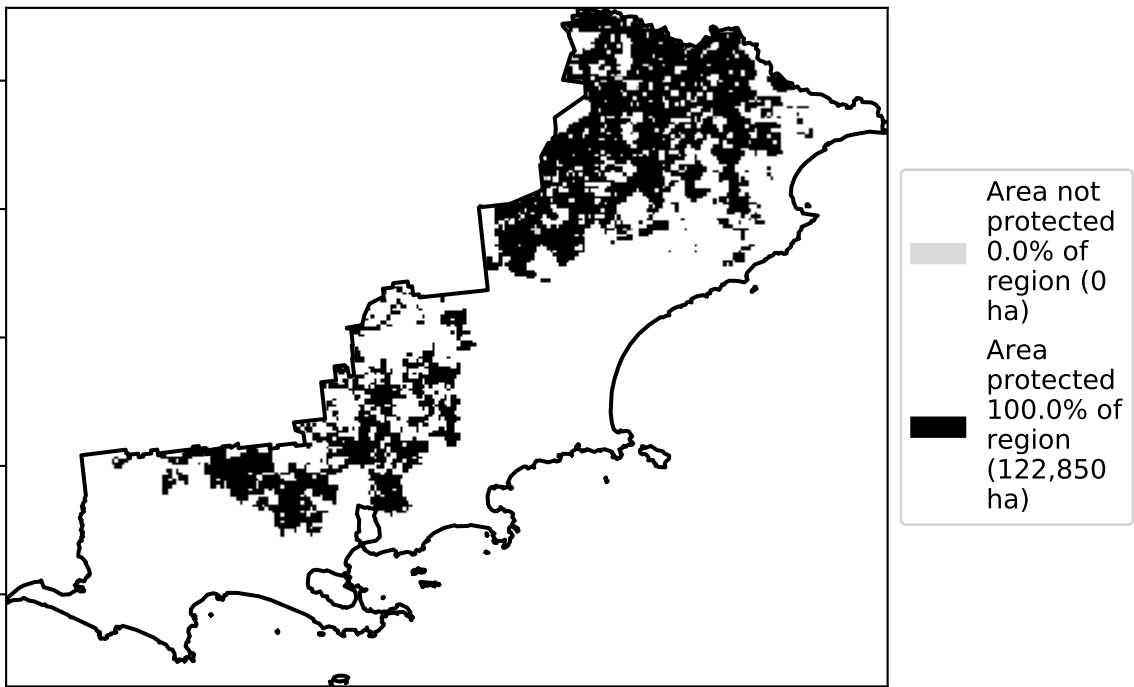 Area not
protected
0.0% of
region (0
ha)
Area
protected
100.0% of
region
(122,850
ha)